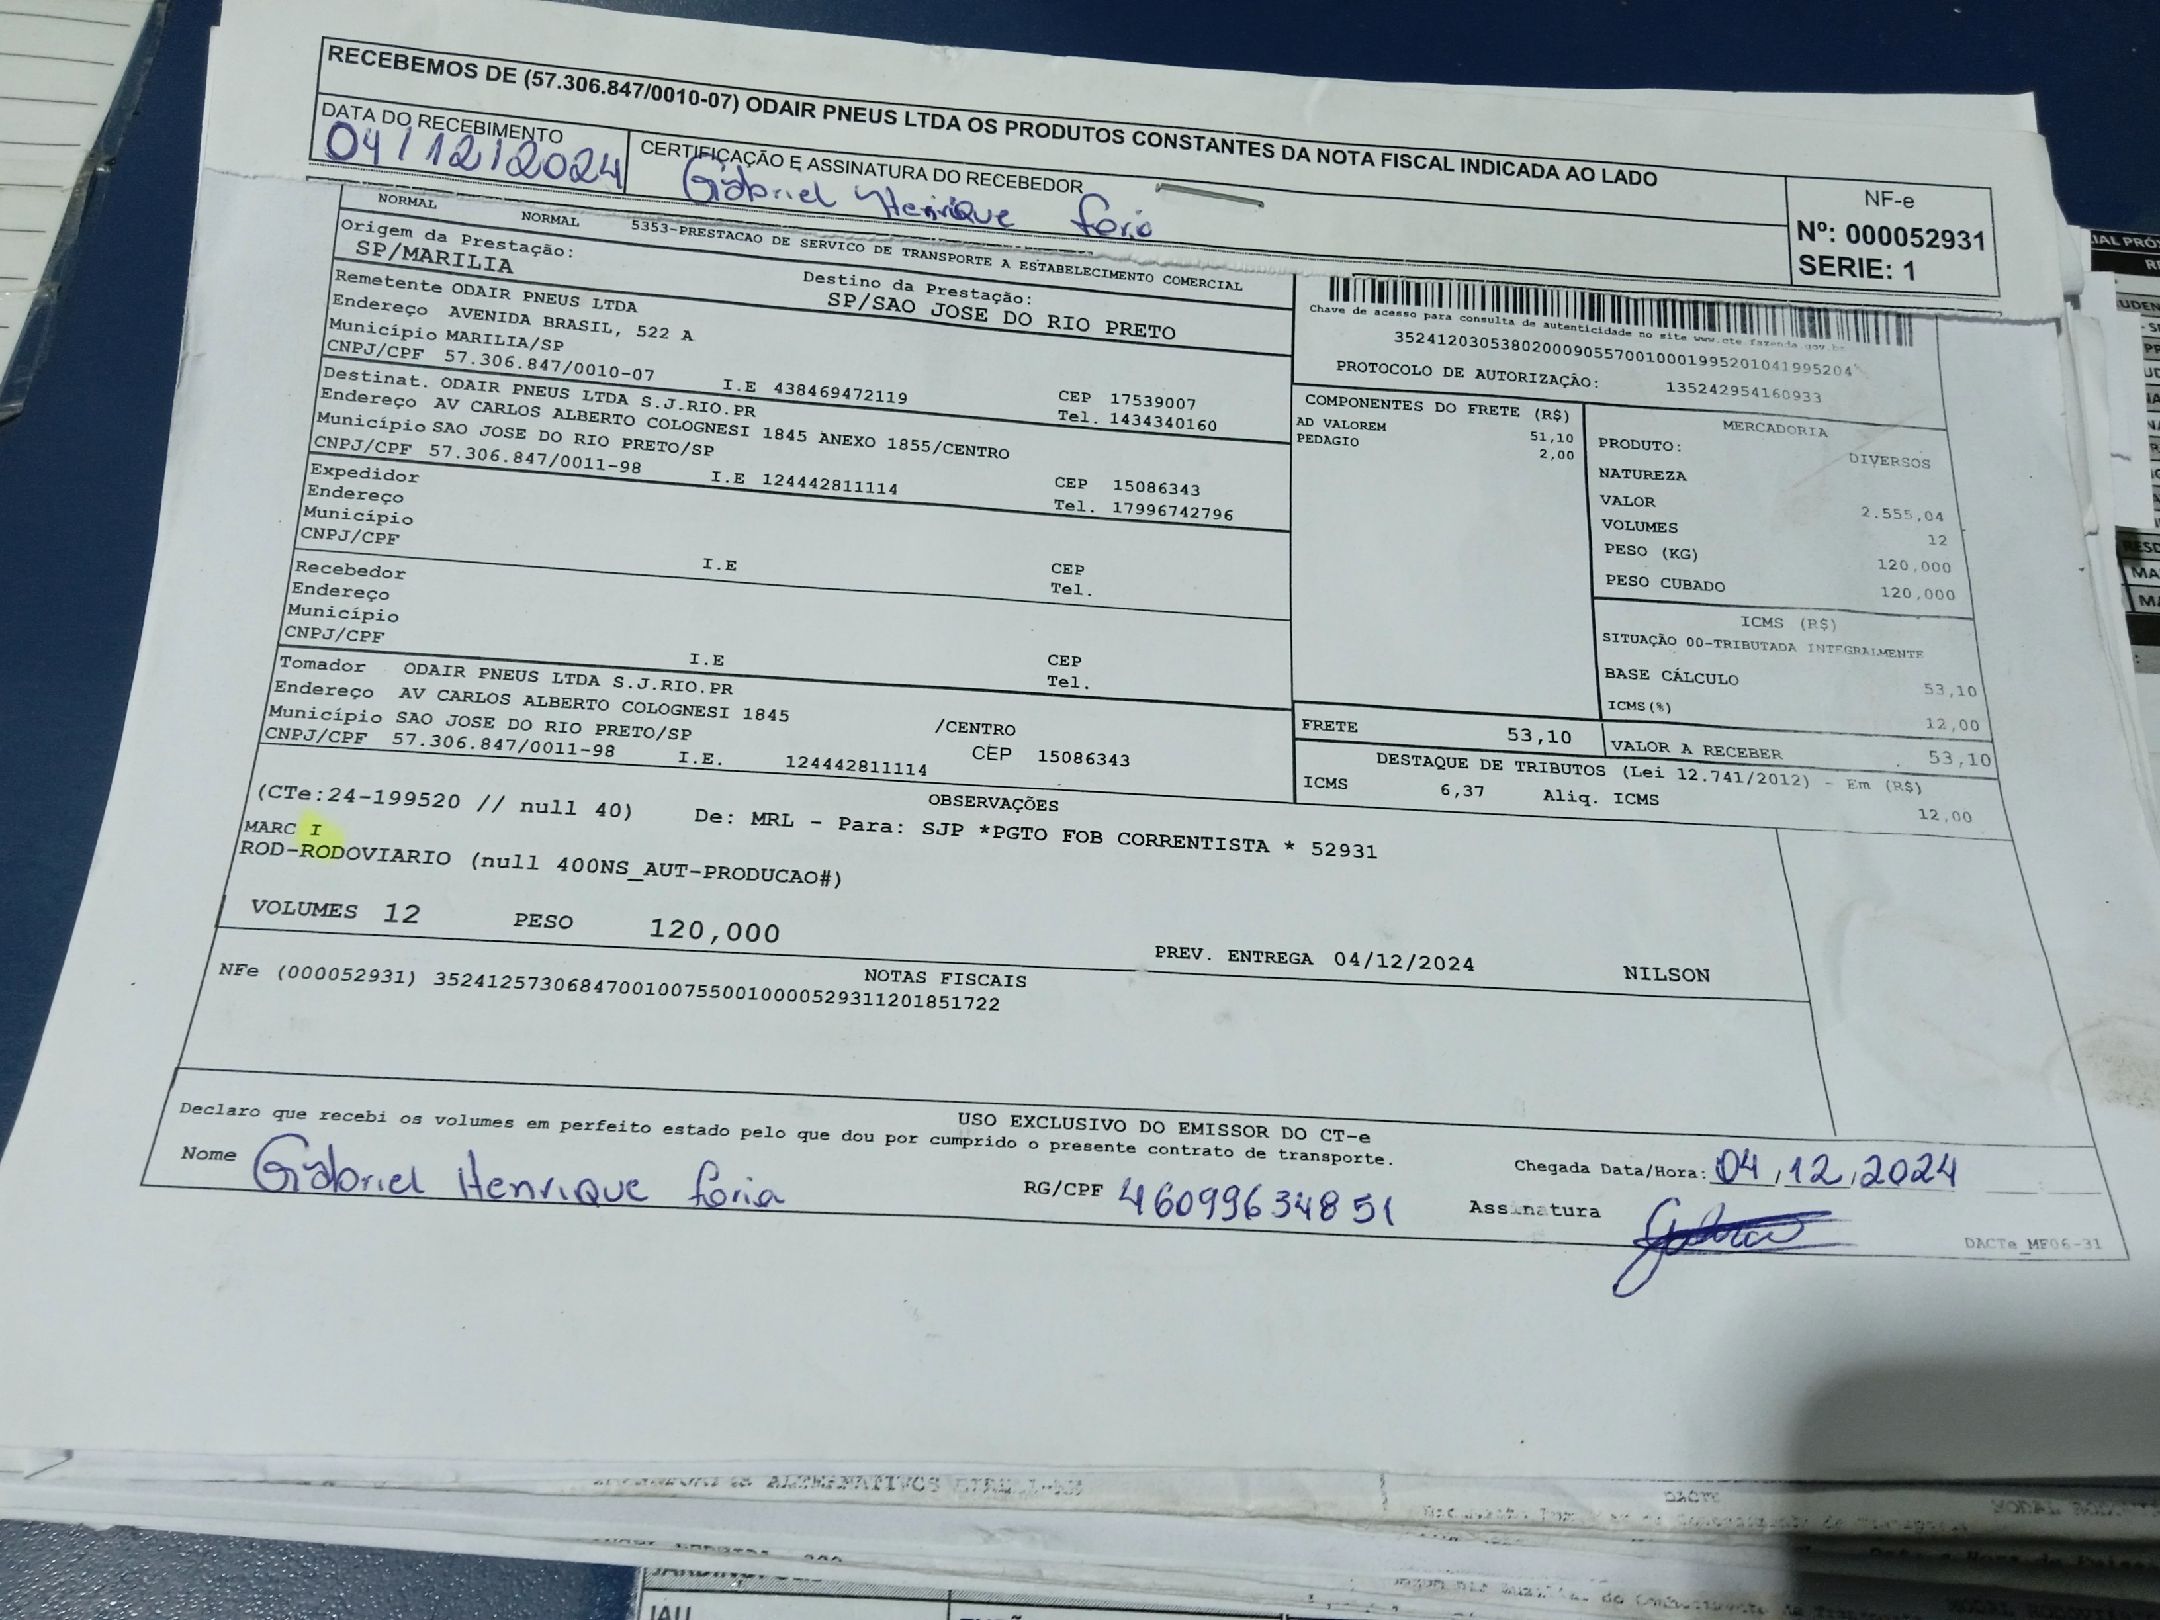 RECEBEMOS DE (57.306.847/0010-07) ODAIR PNEUS LTDA OS PRODUTOS CONSTANTES DA NOTA FISCAL INDICADA AO LADO
DATA DO RECEBIMENTO
04/12/2024
CERTIFICAÇÃO E ASSINATURA DO RECEBEDOR
Gabriel Henrique Faria
NF-e
Nº: 000052931
SERIE: 1
NORMAL NORMAL 5353-PRESTACAO DE SERVICO DE TRANSPORTE A ESTABELECIMENTO COMERCIAL
Origem da Prestação:
SP/MARILIA
Destino da Prestação:
SP/SAO JOSE DO RIO PRETO
Remetente ODAIR PNEUS LTDA
Endereço AVENIDA BRASIL, 522 A
Município MARILIA/SP
CNPJ/CPF 57.306.847/0010-07 I.E 438469472119
CEP 17539007
Tel. 1434340160
Destinat. ODAIR PNEUS LTDA S.J.RIO.PR
Endereço AV CARLOS ALBERTO COLOGNESI 1845 ANEXO 1855/CENTRO
Município SAO JOSE DO RIO PRETO/SP
CNPJ/CPF 57.306.847/0011-98 I.E 124442811114
CEP 15086343
Tel. 17996742796
Expedidor
Endereço
Município
CNPJ/CPF
I.E
CEP
Tel.
Recebedor
Endereço
Município
CNPJ/CPF
I.E
CEP
Tel.
Tomador ODAIR PNEUS LTDA S.J.RIO.PR
Endereço AV CARLOS ALBERTO COLOGNESI 1845 /CENTRO
Município SAO JOSE DO RIO PRETO/SP
CEP 15086343
CNPJ/CPF 57.306.847/0011-98 I.E. 124442811114
Chave de acesso para consulta de autenticidade no site www.cte.fazenda.gov.br
35241203053802000905570010001995201041995204
PROTOCOLO DE AUTORIZAÇÃO: 135242954160933
COMPONENTES DO FRETE (R$)
AD VALOREM 51,10
PEDAGIO 2,00
MERCADORIA
PRODUTO: DIVERSOS
NATUREZA
VALOR 2.555,04
VOLUMES 12
PESO (KG) 120,000
PESO CUBADO 120,000
ICMS (R$)
SITUAÇÃO 00-TRIBUTADA INTEGRALMENTE
BASE CÁLCULO 53,10
ICMS(%) 12,00
FRETE 53,10
VALOR A RECEBER 53,10
DESTAQUE DE TRIBUTOS (Lei 12.741/2012) - Em (R$)
ICMS 6,37 Aliq. ICMS 12,00
OBSERVAÇÕES
(CTe:24-199520 // null 40) De: MRL - Para: SJP *PGTO FOB CORRENTISTA * 52931
MARC I
ROD-RODOVIARIO (null 400NS_AUT-PRODUCAO#)
VOLUMES 12 PESO 120,000
PREV. ENTREGA 04/12/2024 NILSON
NOTAS FISCAIS
NFe (000052931) 35241257306847001007550010000529311201851722
USO EXCLUSIVO DO EMISSOR DO CT-e
Declaro que recebi os volumes em perfeito estado pelo que dou por cumprido o presente contrato de transporte.
Chegada Data/Hora: 04,12,2024
Nome Gabriel Henrique Faria
RG/CPF 46099634851
Assinatura
DACTe_MF06-31
DACTE
IAU